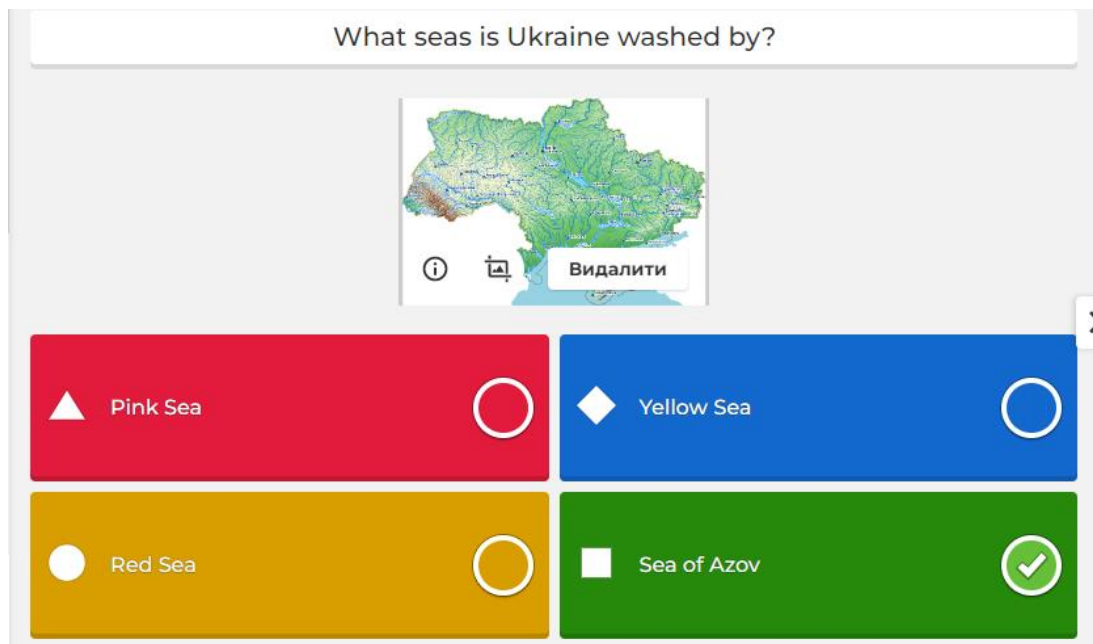 What seas is Ukraine washed by?
Видалити
Pink Sea
Yellow Sea
Red Sea
Sea of Azov